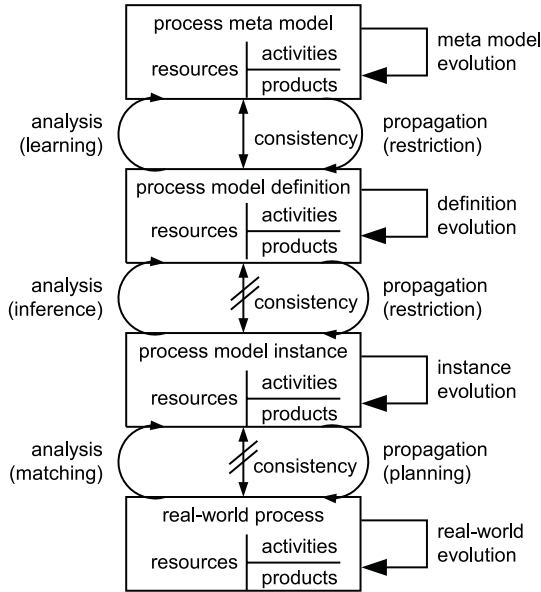 process meta model
resources
activities
products
meta model
evolution
analysis
(learning)
consistency
propagation
(restriction)
process model definition
resources
activities
products
definition
evolution
analysis
(inference)
consistency
propagation
(restriction)
process model instance
resources
activities
products
instance
evolution
analysis
(matching)
consistency
propagation
(planning)
real-world process
resources
activities
products
real-world
evolution